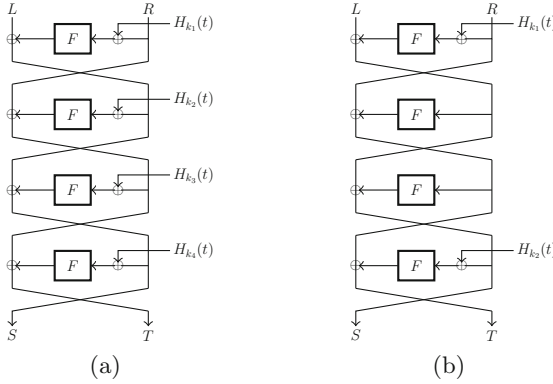 L R
F H_{k_1}(t)
F H_{k_2}(t)
F H_{k_3}(t)
F H_{k_4}(t)
S T
(a)
L R
F H_{k_1}(t)
F
F
F H_{k_2}(t)
S T
(b)